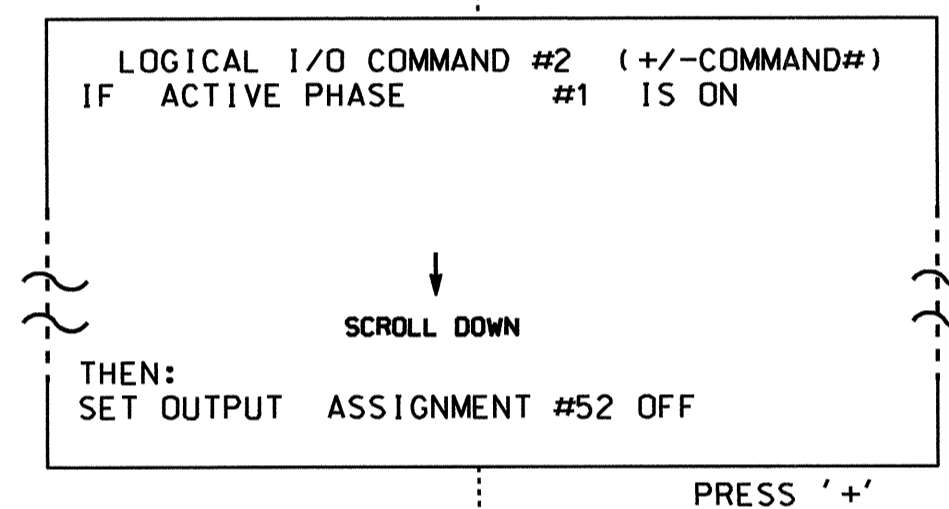 LOGICAL I/O COMMAND #2 (+/-COMMAND#)
IF ACTIVE PHASE #1 IS ON
SCROLL DOWN
THEN:
SET OUTPUT ASSIGNMENT #52 OFF
PRESS '+'